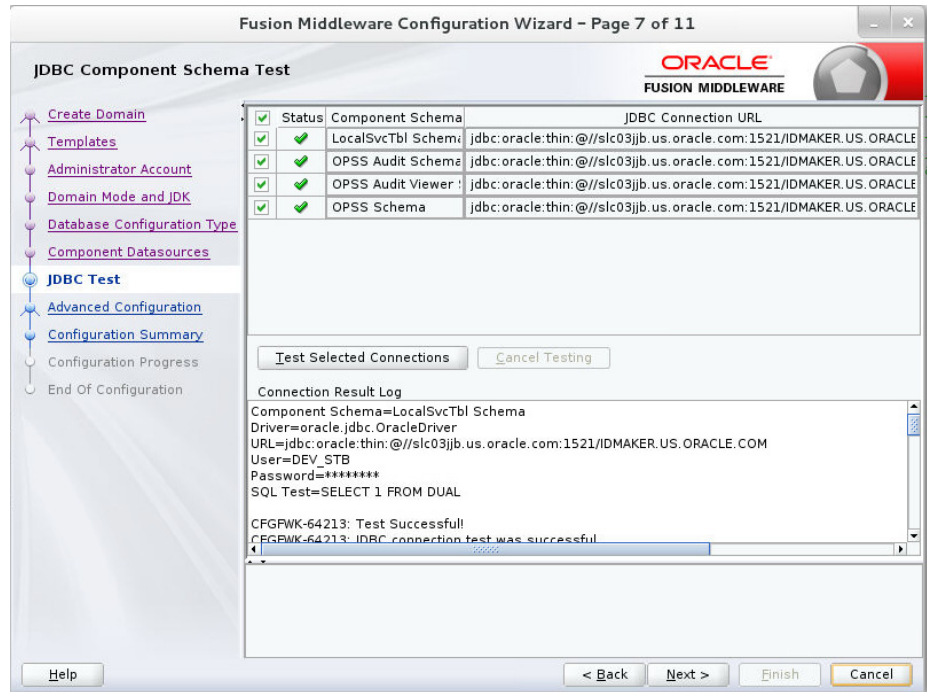 Fusion Middleware Configuration Wizard – Page 7 of 11
JDBC Component Schema Test
ORACLE
FUSION MIDDLEWARE
Create Domain
Templates
Administrator Account
Domain Mode and JDK
Database Configuration Type
Component Datasources
JDBC Test
Advanced Configuration
Configuration Summary
Configuration Progress
End Of Configuration
Status Component Schema JDBC Connection URL
LocalSvcTbl Schema jdbc:oracle:thin:@//slc03jjb.us.oracle.com:1521/IDMAKER.US.ORACLE
OPSS Audit Schema jdbc:oracle:thin:@//slc03jjb.us.oracle.com:1521/IDMAKER.US.ORACLE
OPSS Audit Viewer S jdbc:oracle:thin:@//slc03jjb.us.oracle.com:1521/IDMAKER.US.ORACLE
OPSS Schema jdbc:oracle:thin:@//slc03jjb.us.oracle.com:1521/IDMAKER.US.ORACLE
Test Selected Connections Cancel Testing
Connection Result Log
Component Schema=LocalSvcTbl Schema
Driver=oracle.jdbc.OracleDriver
URL=jdbc:oracle:thin:@//slc03jjb.us.oracle.com:1521/IDMAKER.US.ORACLE.COM
User=DEV_STB
Password=********
SQL Test=SELECT 1 FROM DUAL
CFGFWK-64213: Test Successful!
CFGFWK-64213: JDBC connection test was successful
Help < Back Next > Finish Cancel